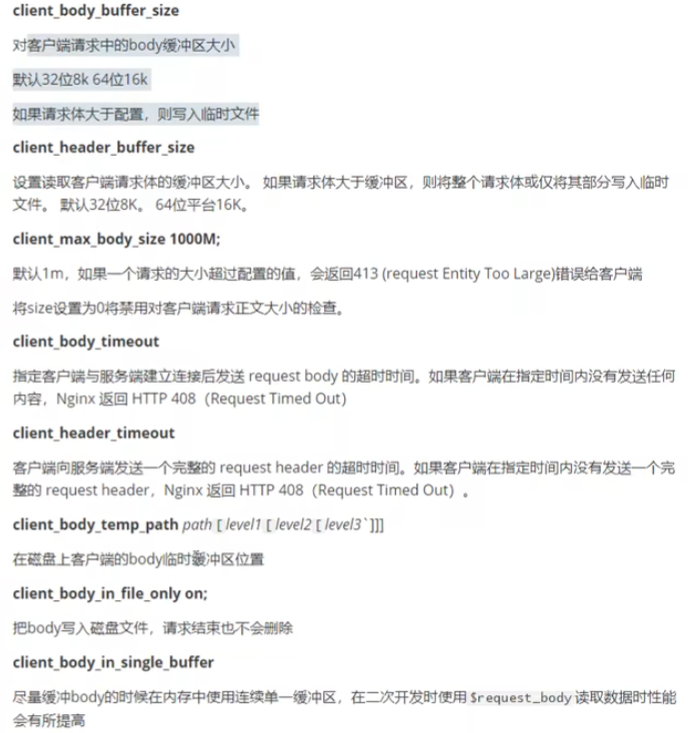 client_body_buffer_size
对客户端请求中的body缓冲区大小
默认32位8k 64位16k
如果请求体大于配置，则写入临时文件
client_header_buffer_size
设置读取客户端请求体的缓冲区大小。 如果请求体大于缓冲区，则将整个请求体或仅将其部分写入临时
文件。 默认32位8K。 64位平台16K。
client_max_body_size 1000M;
默认1m，如果一个请求的大小超过配置的值，会返回413 (request Entity Too Large)错误给客户端
将size设置为0将禁用对客户端请求正文大小的检查。
client_body_timeout
指定客户端与服务端建立连接后发送 request body 的超时时间。如果客户端在指定时间内没有发送任何
内容，Nginx 返回 HTTP 408（Request Timed Out）
client_header_timeout
客户端向服务端发送一个完整的 request header 的超时时间。如果客户端在指定时间内没有发送一个完
整的 request header，Nginx 返回 HTTP 408（Request Timed Out）。
client_body_temp_path path [ level1 [ level2 [ level3`]]]
在磁盘上客户端的body临时缓冲区位置
client_body_in_file_only on;
把body写入磁盘文件，请求结束也不会删除
client_body_in_single_buffer
尽量缓冲body的时候在内存中使用连续单一缓冲区，在二次开发时使用 $request_body 读取数据时性能
会有所提高